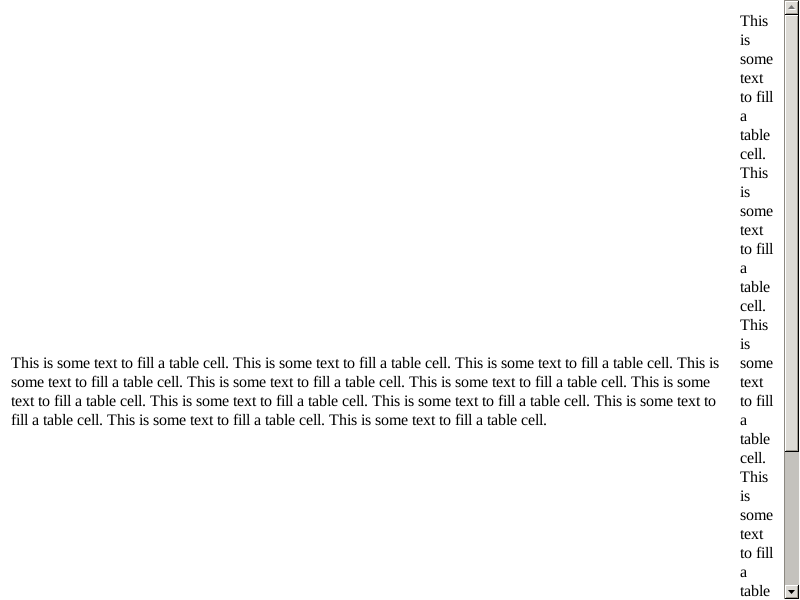 This is some text to fill a table cell. This is some text to fill a table cell. This is some text to fill a table cell. This is
some text to fill a table cell. This is some text to fill a table cell. This is some text to fill a table cell. This is some
text to fill a table cell. This is some text to fill a table cell. This is some text to fill a table cell. This is some text to
fill a table cell. This is some text to fill a table cell. This is some text to fill a table cell.
This
is
some
text
to fill
a
table
cell.
This
is
some
text
to fill
a
table
cell.
This
is
some
text
to fill
a
table
cell.
This
is
some
text
to fill
a
table